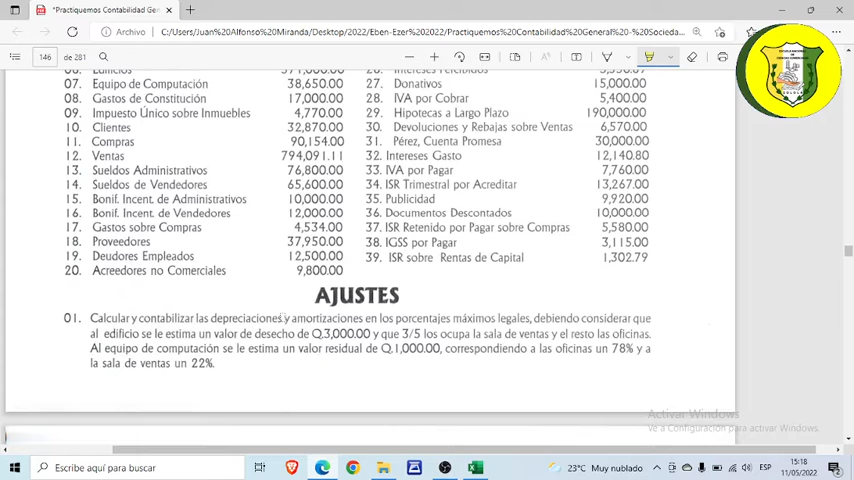 *Practiquemos Contabilidad Gen
Archivo
C:/Users/Juan%20Alfonso%20Miranda/Desktop/2022/Eben-Ezer%202022/Practiquemos%20Contabilidad%20General%20-%20Socieda...
146
de 281
ESCUELA NACIONAL
SOLOLA
06. Edificios
07. Equipo de Computación 38,650.00
08. Gastos de Constitución 17,000.00
09. Impuesto Único sobre Inmuebles 4,770.00
10. Clientes 32,870.00
11. Compras 90,154.00
12. Ventas 794,091.11
13. Sueldos Administrativos 76,800.00
14. Sueldos de Vendedores 65,600.00
15. Bonif. Incent. de Administrativos 10,000.00
16. Bonif. Incent. de Vendedores 12,000.00
17. Gastos sobre Compras 4,534.00
18. Proveedores 37,950.00
19. Deudores Empleados 12,500.00
20. Acreedores no Comerciales 9,800.00
27. Donativos 15,000.00
28. IVA por Cobrar 5,400.00
29. Hipotecas a Largo Plazo 190,000.00
30. Devoluciones y Rebajas sobre Ventas 6,570.00
31. Pérez, Cuenta Promesa 30,000.00
32. Intereses Gasto 12,140.80
33. IVA por Pagar 7,760.00
34. ISR Trimestral por Acreditar 13,267.00
35. Publicidad 9,920.00
36. Documentos Descontados 10,000.00
37. ISR Retenido por Pagar sobre Compras 5,580.00
38. IGSS por Pagar 3,115.00
39. ISR sobre Rentas de Capital 1,302.79
AJUSTES
01. Calcular y contabilizar las depreciaciones y amortizaciones en los porcentajes máximos legales, debiendo considerar que
al edificio se le estima un valor de desecho de Q.3,000.00 y que 3/5 los ocupa la sala de ventas y el resto las oficinas.
Al equipo de computación se le estima un valor residual de Q.1,000.00, correspondiendo a las oficinas un 78% y a
la sala de ventas un 22%.
Activar Windows
Ve a Configuración para activar Windows.
Escribe aquí para buscar
23°C Muy nublado
ESP
15:18
11/05/2022
2